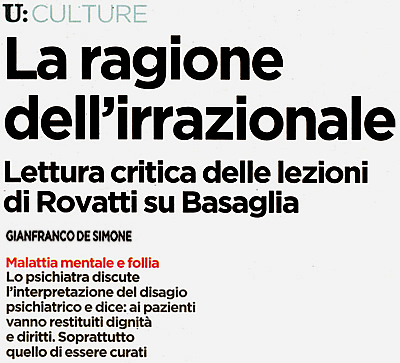 U: CULTURE
La ragione
dell'irrazionale
Lettura critica delle lezioni
di Rovatti su Basaglia
GIANFRANCO DE SIMONE
Malattia mentale e follia
Lo psichiatra discute
l'interpretazione del disagio
psichiatrico e dice: ai pazienti
vanno restituiti dignità
e diritti. Soprattutto
quello di essere curati